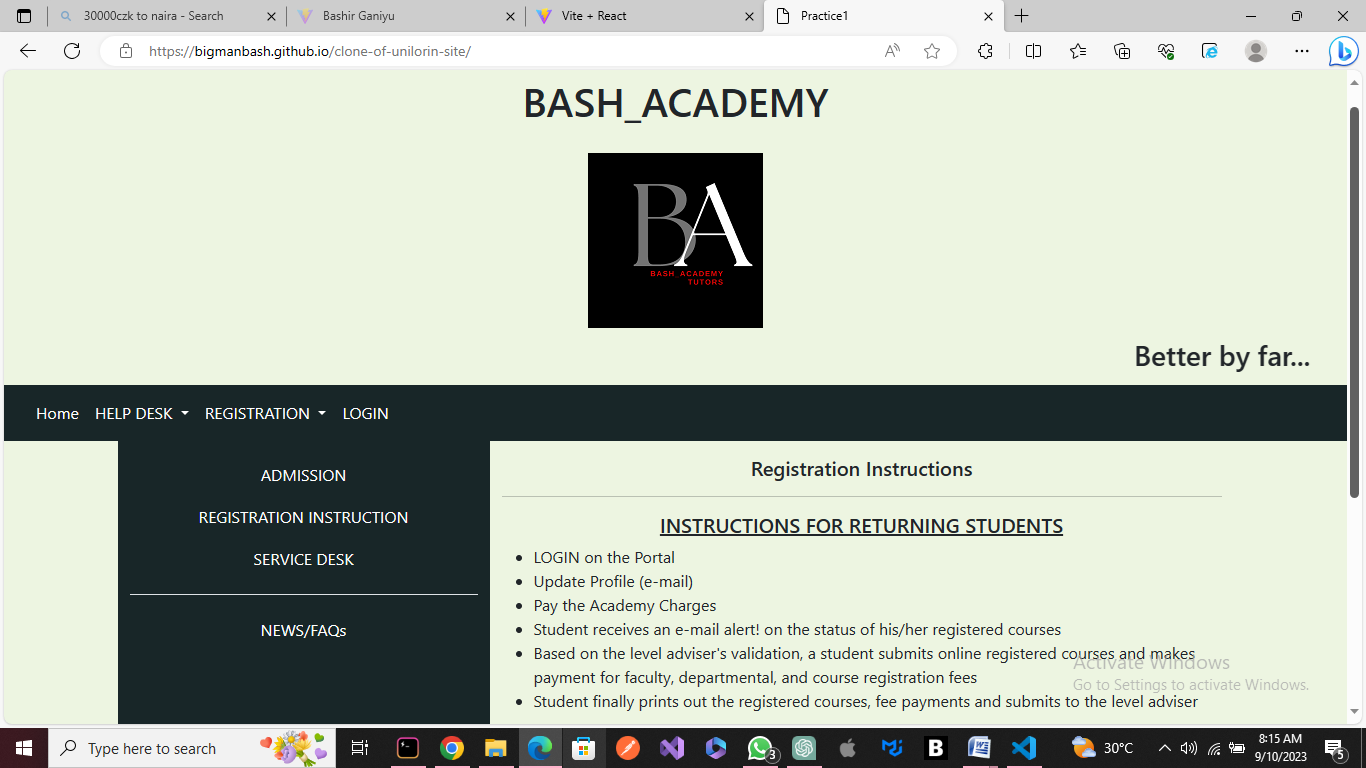 30000czk to naira - Search
Bashir Ganiyu
Vite + React
Practice1
https://bigmanbash.github.io/clone-of-unilorin-site/
BASH_ACADEMY
BA
BASH ACADEMY
TUTORS
Better by far...
Home HELP DESK REGISTRATION LOGIN
ADMISSION
REGISTRATION INSTRUCTION
SERVICE DESK
NEWS/FAQs
Registration Instructions
INSTRUCTIONS FOR RETURNING STUDENTS
LOGIN on the Portal
Update Profile (e-mail)
Pay the Academy Charges
Student receives an e-mail alert! on the status of his/her registered courses
Based on the level adviser's validation, a student submits online registered courses and makes
payment for faculty, departmental, and course registration fees
Student finally prints out the registered courses, fee payments and submits to the level adviser
Activate Windows
Go to Settings to activate Windows.
Type here to search
3
B
30°C
8:15 AM
9/10/2023
5